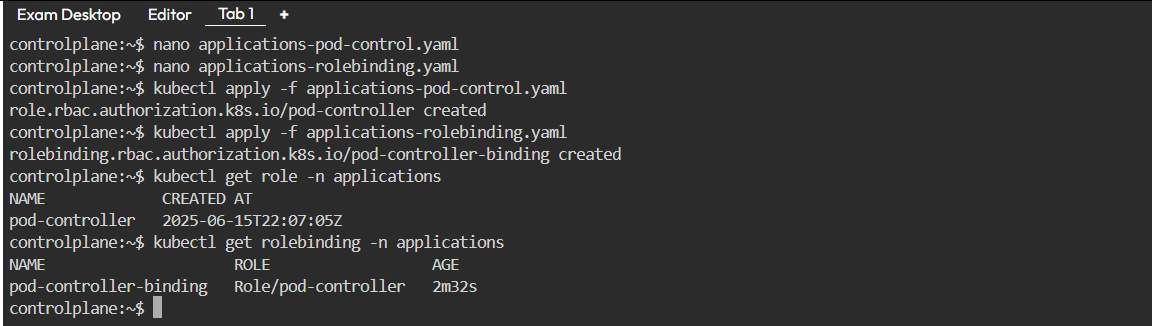 Exam Desktop Editor Tab 1 +
controlplane:~$ nano applications-pod-control.yaml
controlplane:~$ nano applications-rolebinding.yaml
controlplane:~$ kubectl apply -f applications-pod-control.yaml
role.rbac.authorization.k8s.io/pod-controller created
controlplane:~$ kubectl apply -f applications-rolebinding.yaml
rolebinding.rbac.authorization.k8s.io/pod-controller-binding created
controlplane:~$ kubectl get role -n applications
NAME CREATED AT
pod-controller 2025-06-15T22:07:05Z
controlplane:~$ kubectl get rolebinding -n applications
NAME ROLE AGE
pod-controller-binding Role/pod-controller 2m32s
controlplane:~$